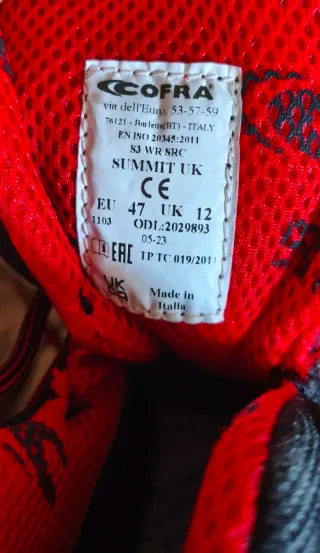 COFRA
via dell'Euro, 53-57-59
76121 - Barletta(BT) - ITALY
EN ISO 20345:2011
S3 WR SRC
SUMMIT UK
CE
EU 47 UK 12
1103 ODL:2029893
05-23
EAC TP TC 019/2011
UK
CA
Made in
Italia